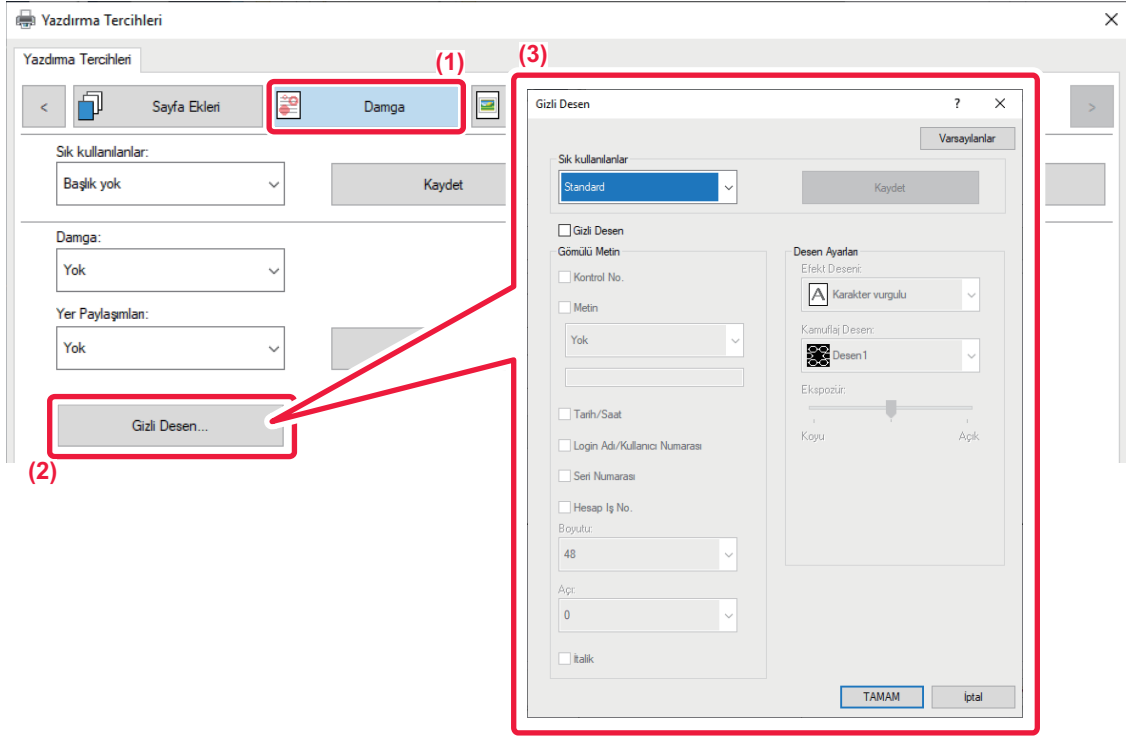 Yazdırma Tercihleri
Yazdırma Tercihleri
(1)
(3)
< Sayfa Ekleri Damga >
Sık kullanılanlar:
Başlık yok Kaydet
Damga:
Yok
Yer Paylaşımları:
Yok
Gizli Desen...
(2)
Gizli Desen ?
Varsayılanlar
Sık kullanılanlar
Standard Kaydet
Gizli Desen
Gömülü Metin
Kontrol No.
Metin
Yok
Tarih/Saat
Login Adı/Kullanıcı Numarası
Seri Numarası
Hesap İş No.
Boyutu:
48
Açı:
0
İtalik
Desen Ayarları
Efekt Deseni:
A Karakter vurgulu
Kamuflaj Desen:
Desen1
Ekspozür:
Koyu Açık
TAMAM İptal